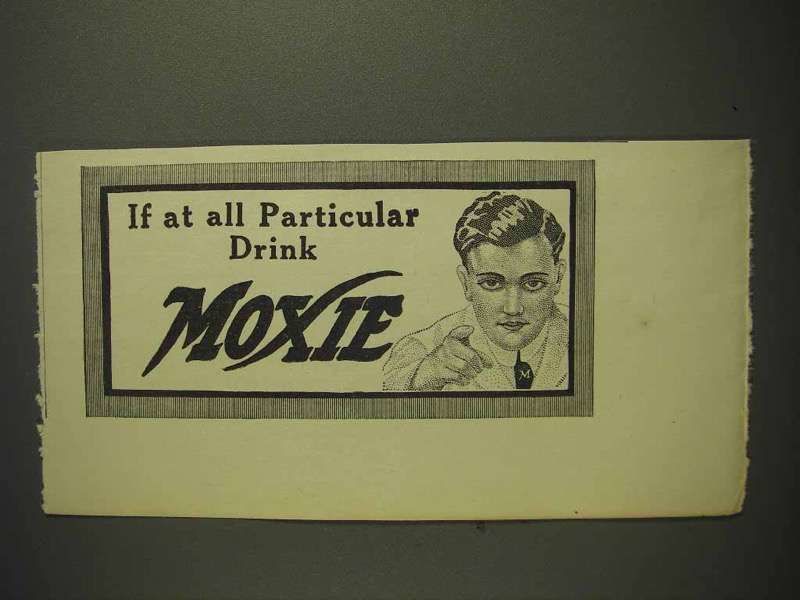 If at all Particular
Drink
MOXIE
M